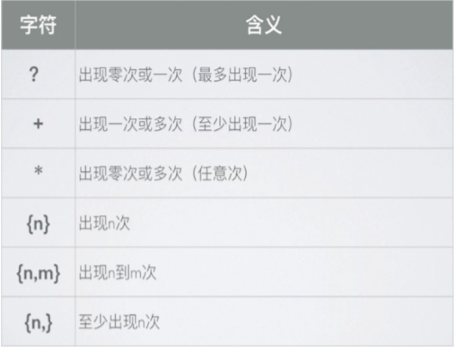 字符 含义
? 出现零次或一次（最多出现一次）
+ 出现一次或多次（至少出现一次）
* 出现零次或多次（任意次）
{n} 出现n次
{n,m} 出现n到m次
{n,} 至少出现n次